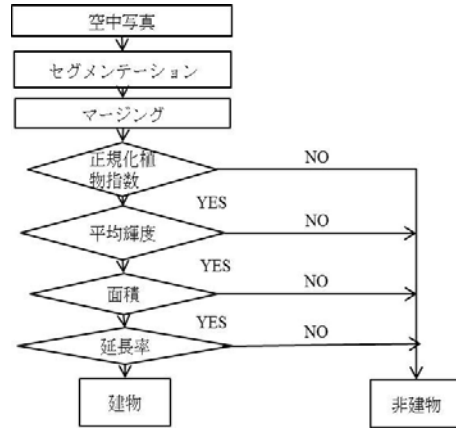 空中写真
セグメンテーション
マージング
正規化植
物指数
NO
YES
平均輝度
NO
YES
面積
NO
YES
延長率
NO
建物
非建物